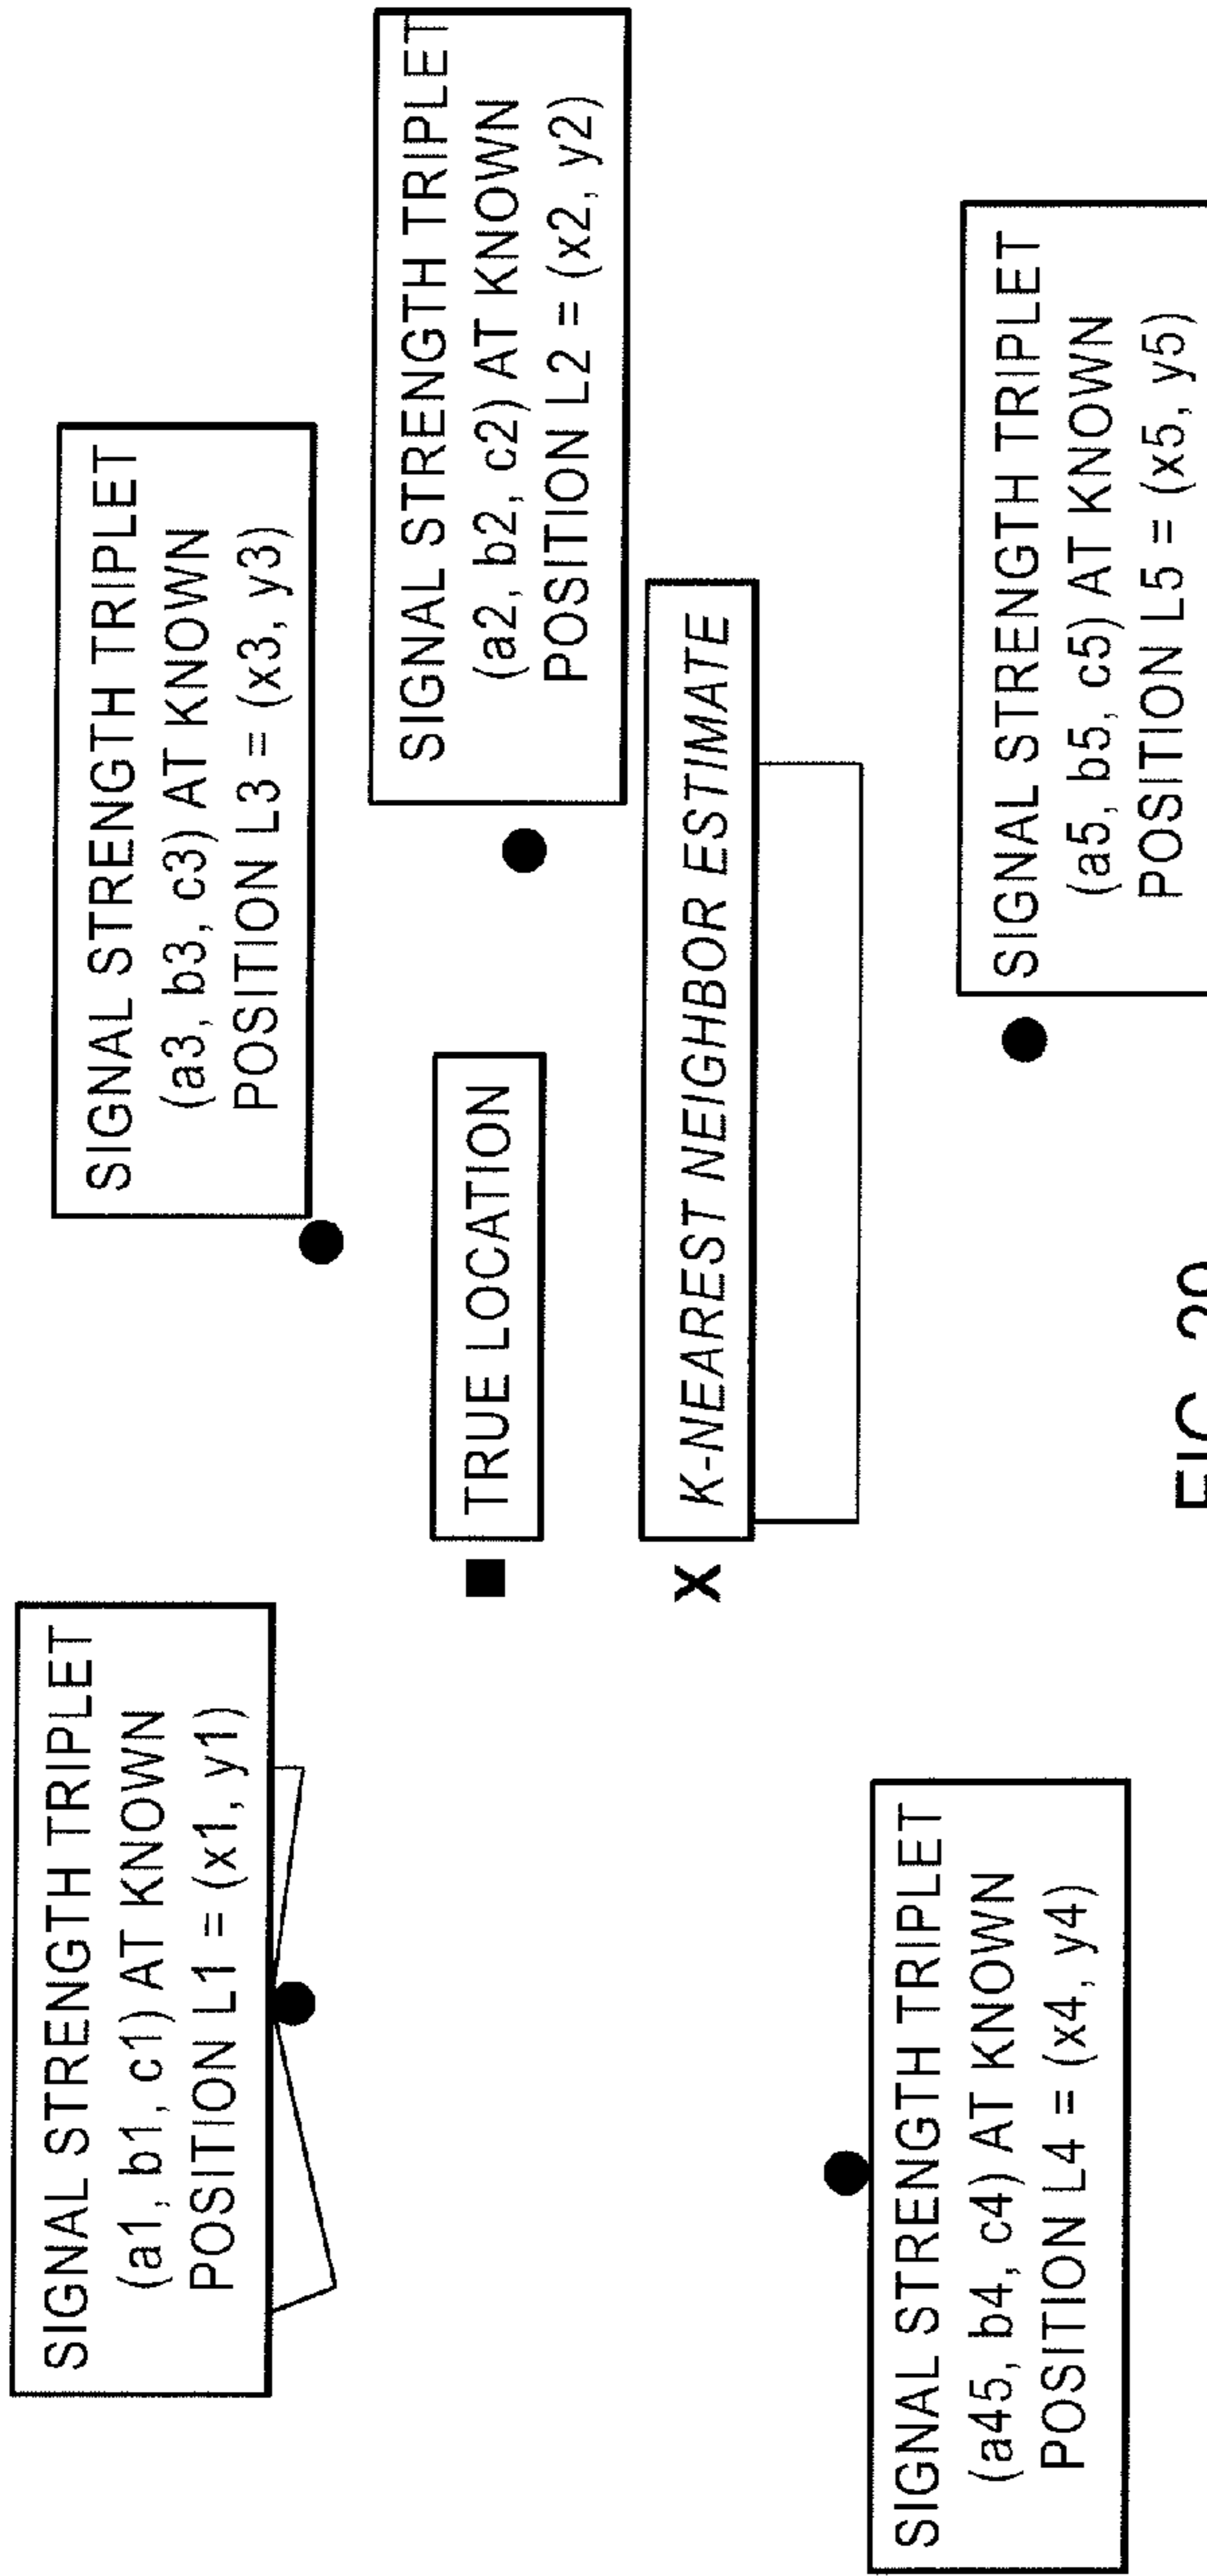 SIGNAL STRENGTH TRIPLET
(a1, b1, c1) AT KNOWN
POSITION L1 = (x1, y1)
SIGNAL STRENGTH TRIPLET
(a3, b3, c3) AT KNOWN
POSITION L3 = (x3, y3)
SIGNAL STRENGTH TRIPLET
(a2, b2, c2) AT KNOWN
POSITION L2 = (x2, y2)
TRUE LOCATION
X K-NEAREST NEIGHBOR ESTIMATE
SIGNAL STRENGTH TRIPLET
(a45, b4, c4) AT KNOWN
POSITION L4 = (x4, y4)
SIGNAL STRENGTH TRIPLET
(a5, b5, c5) AT KNOWN
POSITION L5 = (x5, y5)
FIG